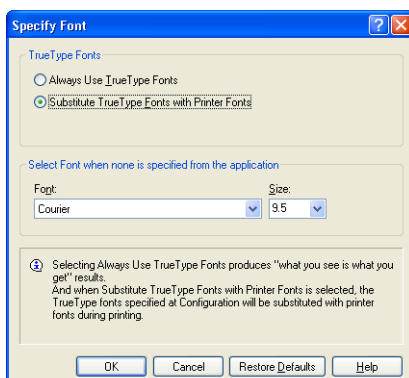 Specify Font
TrueType Fonts
Always Use TrueType Fonts
Substitute TrueType Fonts with Printer Fonts
Select Font when none is specified from the application
Font: Size:
Courier 9.5
Selecting Always Use TrueType Fonts produces "what you see is what you
get" results.
And when Substitute TrueType Fonts with Printer Fonts is selected, the
TrueType fonts specified at Configuration will be substituted with printer
fonts during printing.
OK Cancel Restore Defaults Help